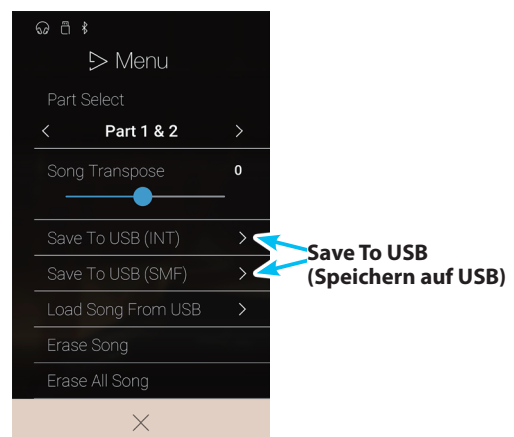 Menu
Part Select
Part 1 & 2
Song Transpose 0
Save To USB (INT)
Save To USB (SMF)
Load Song From USB
Erase Song
Erase All Song
Save To USB
(Speichern auf USB)